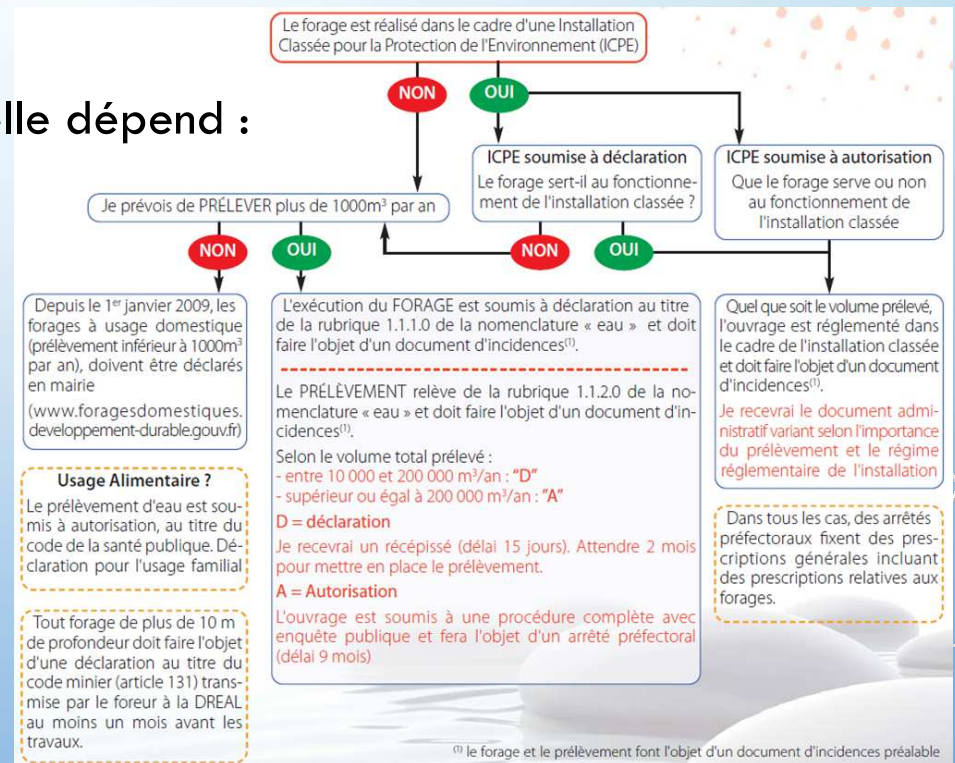 Le forage est réalisé dans le cadre d'une Installation
Classée pour la Protection de l'Environnement (ICPE)
NON
OUI
lle dépend :
ICPE soumise à déclaration
Le forage sert-il au fonctionne-
ment de l'installation classée ?
ICPE soumise à autorisation
Que le forage serve ou non
au fonctionnement de
l'installation classée
Je prévois de PRÉLEVER plus de 1000m³ par an
NON
OUI
NON
OUI
Depuis le 1er janvier 2009, les
forages à usage domestique
(prélèvement inférieur à 1000m³
par an), doivent être déclarés
en mairie
(www.foragesdomestiques.
developpement-durable.gouv.fr)
L'exécution du FORAGE est soumis à déclaration au titre
de la rubrique 1.1.1.0 de la nomenclature « eau » et doit
faire l'objet d'un document d'incidences(1).
Le PRÉLÈVEMENT relève de la rubrique 1.1.2.0 de la no-
menclature « eau » et doit faire l'objet d'un document d'in-
cidences(1).
Selon le volume total prélevé :
- entre 10 000 et 200 000 m³/an : "D"
- supérieur ou égal à 200 000 m³/an : "A"
D = déclaration
Je recevrai un récépissé (délai 15 jours). Attendre 2 mois
pour mettre en place le prélèvement.
A = Autorisation
L'ouvrage est soumis à une procédure complète avec
enquête publique et fera l'objet d'un arrêté préfectoral
(délai 9 mois)
Quel que soit le volume prélevé,
l'ouvrage est réglementé dans
le cadre de l'installation classée
et doit faire l'objet d'un document
d'incidences(1).
Je recevrai le document admi-
nistratif variant selon l'importance
du prélèvement et le régime
réglementaire de l'installation
Usage Alimentaire ?
Le prélèvement d'eau est sou-
mis à autorisation, au titre du
code de la santé publique. Dé-
claration pour l'usage familial
Dans tous les cas, des arrêtés
préfectoraux fixent des pres-
criptions générales incluant
des prescriptions relatives aux
forages.
Tout forage de plus de 10 m
de profondeur doit faire l'objet
d'une déclaration au titre du
code minier (article 131) trans-
mise par le foreur à la DREAL
au moins un mois avant les
travaux.
(1) le forage et le prélèvement font l'objet d'un document d'incidences préalable